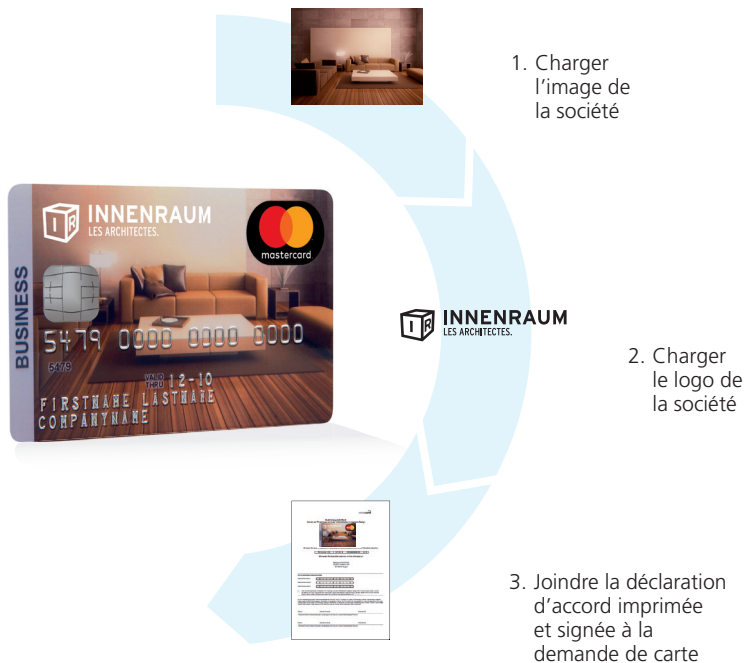 1. Charger
l’image de
la société
INNENRAUM
LES ARCHITECTES.
mastercard
BUSINESS
5479 0000 0000 0000
5479
VALID
THRU 12-10
FIRSTNAME LASTNAME
COMPANYNAME
IR INNENRAUM
LES ARCHITECTES.
2. Charger
le logo de
la société
3. Joindre la déclaration
d’accord imprimée
et signée à la
demande de carte